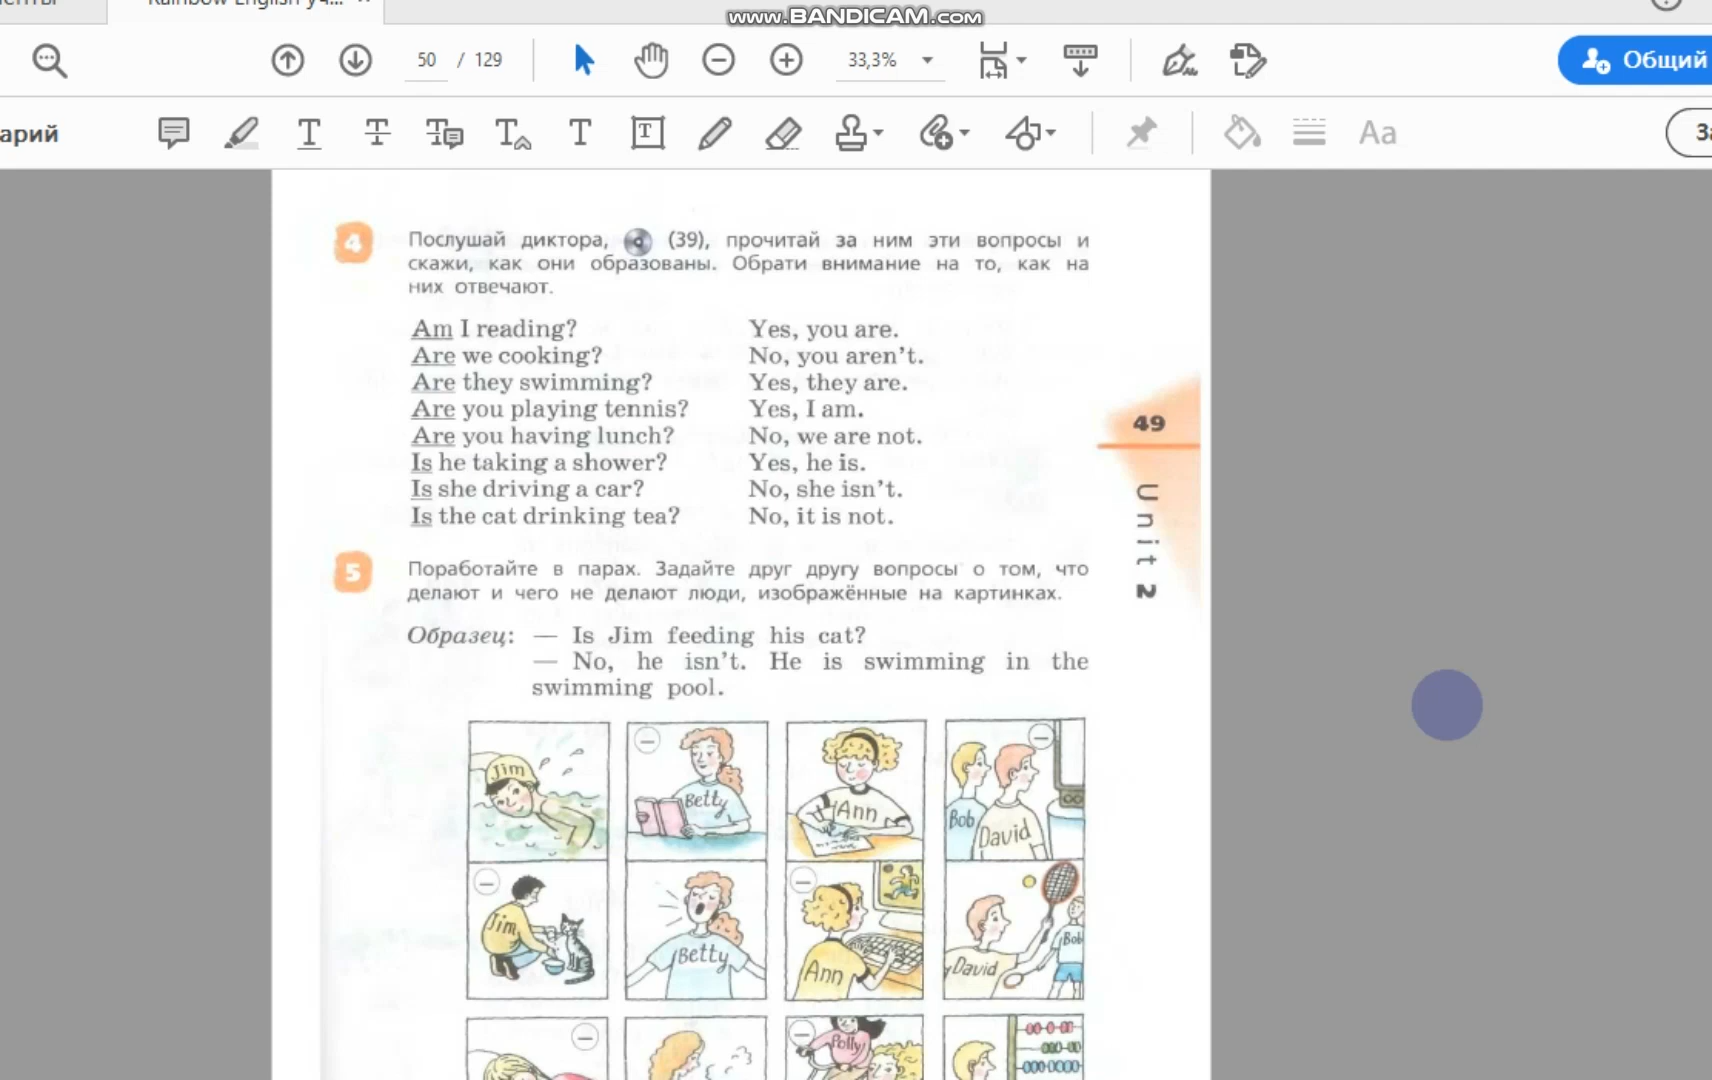 Rainbow English уч...
www.BANDICAM.com
50 / 129
33,3%
Общий
арий
T T T T T T
Aa
4
Послушай диктора, (39), прочитай за ним эти вопросы и
скажи, как они образованы. Обрати внимание на то, как на
них отвечают.
Am I reading? Yes, you are.
Are we cooking? No, you aren't.
Are they swimming? Yes, they are.
Are you playing tennis? Yes, I am.
Are you having lunch? No, we are not.
Is he taking a shower? Yes, he is.
Is she driving a car? No, she isn't.
Is the cat drinking tea? No, it is not.
49
Unit 2
5
Поработайте в парах. Задайте друг другу вопросы о том, что
делают и чего не делают люди, изображённые на картинках.
Образец: — Is Jim feeding his cat?
— No, he isn't. He is swimming in the
swimming pool.
Jim
Betty
Ann
Bob
David
Jim
Betty
Ann
David
Bob
Polly